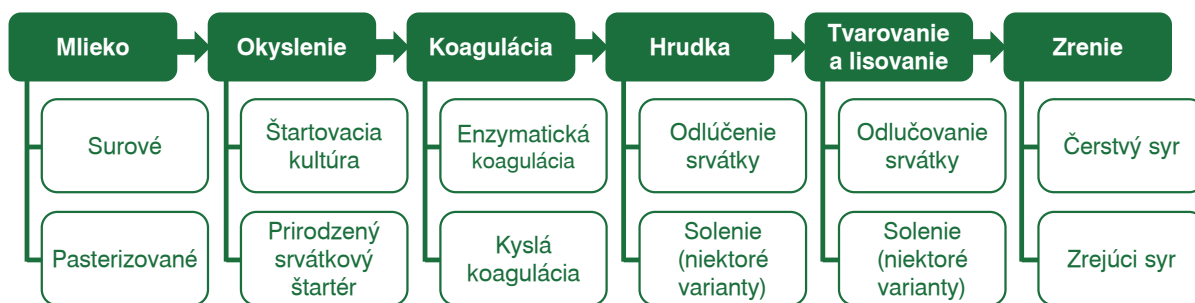 Mlieko
Okyslenie
Koagulácia
Hrudka
Tvarovanie
a lisovanie
Zrenie
Surové
Štartovacia
kultúra
Enzymatická
koagulácia
Odlúčenie
srvátky
Odlučovanie
srvátky
Čerstvý syr
Pasterizované
Prirodzený
srvátkový
štartér
Kyslá
koagulácia
Solenie
(niektoré
varianty)
Solenie
(niektoré
varianty)
Zrejúci syr